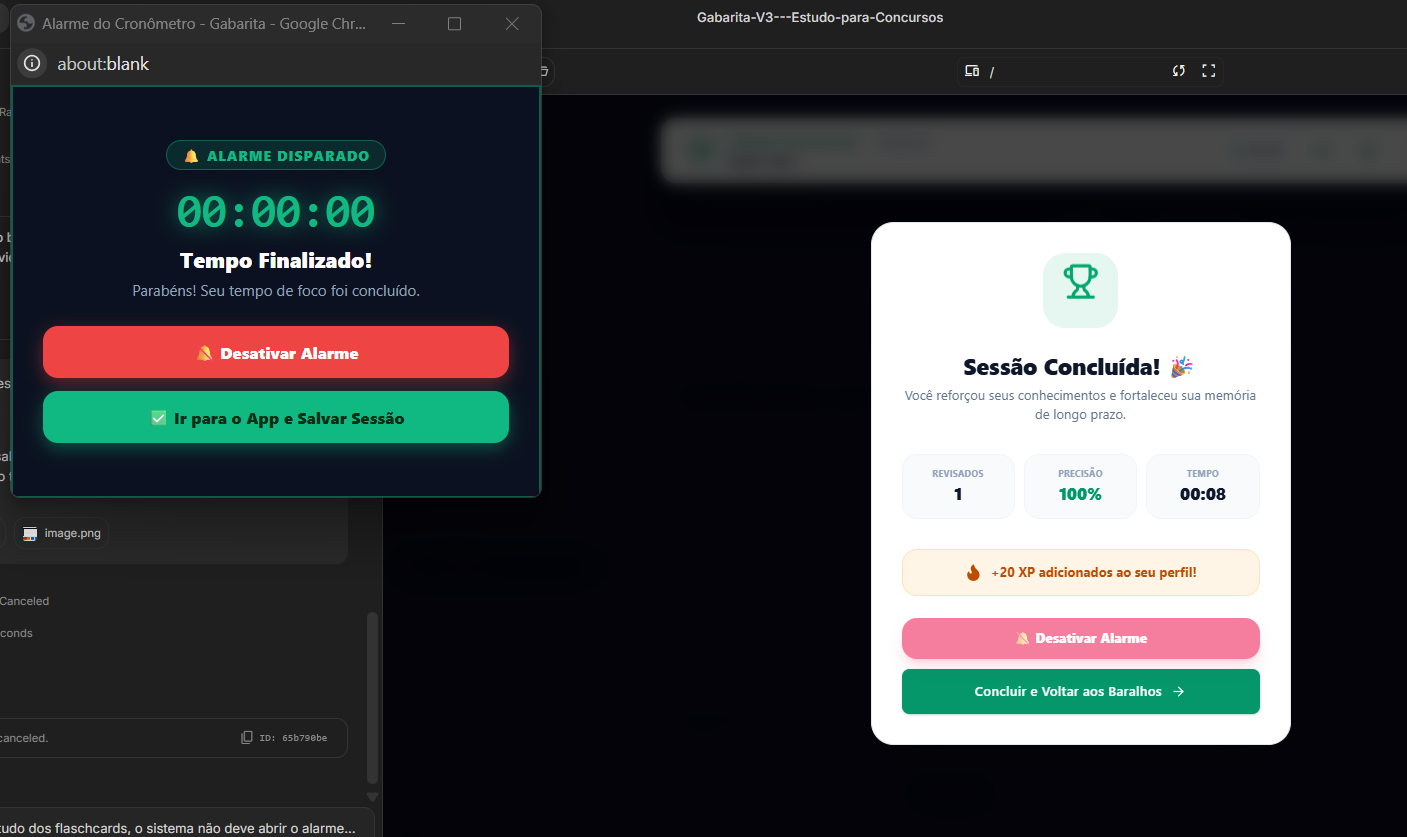 Alarme do Cronômetro - Gabarita - Google Chr...
about:blank
ALARME DISPARADO
00:00:00
Tempo Finalizado!
Parabéns! Seu tempo de foco foi concluído.
Desativar Alarme
Ir para o App e Salvar Sessão
image.png
Canceled
conds
canceled.
ID: 65b790be
tudo dos flaschcards, o sistema não deve abrir o alarme...
Gabarita-V3---Estudo-para-Concursos
/
Sessão Concluída!
Você reforçou seus conhecimentos e fortaleceu sua memória
de longo prazo.
REVISADOS
1
PRECISÃO
100%
TEMPO
00:08
+20 XP adicionados ao seu perfil!
Desativar Alarme
Concluir e Voltar aos Baralhos